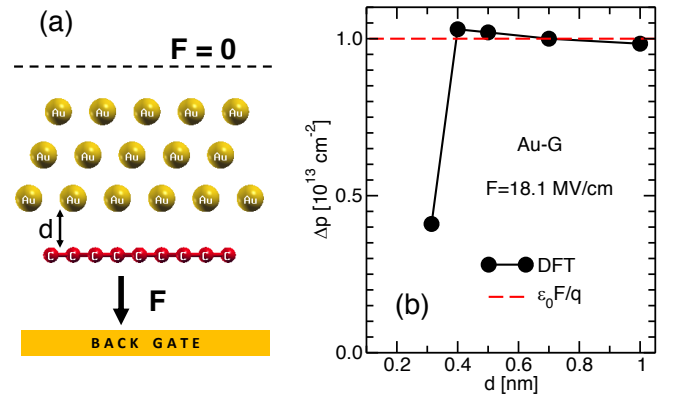 (a)
F = 0
Au Au Au Au Au
Au Au Au Au Au
Au Au Au Au Au Au
d
C C C C C C C C C
F
BACK GATE
Δp [10¹³ cm⁻²]
1.0
0.5
0.0
Au-G
F=18.1 MV/cm
DFT
ε₀F/q
(b)
0.2 0.4 0.6 0.8 1
d [nm]